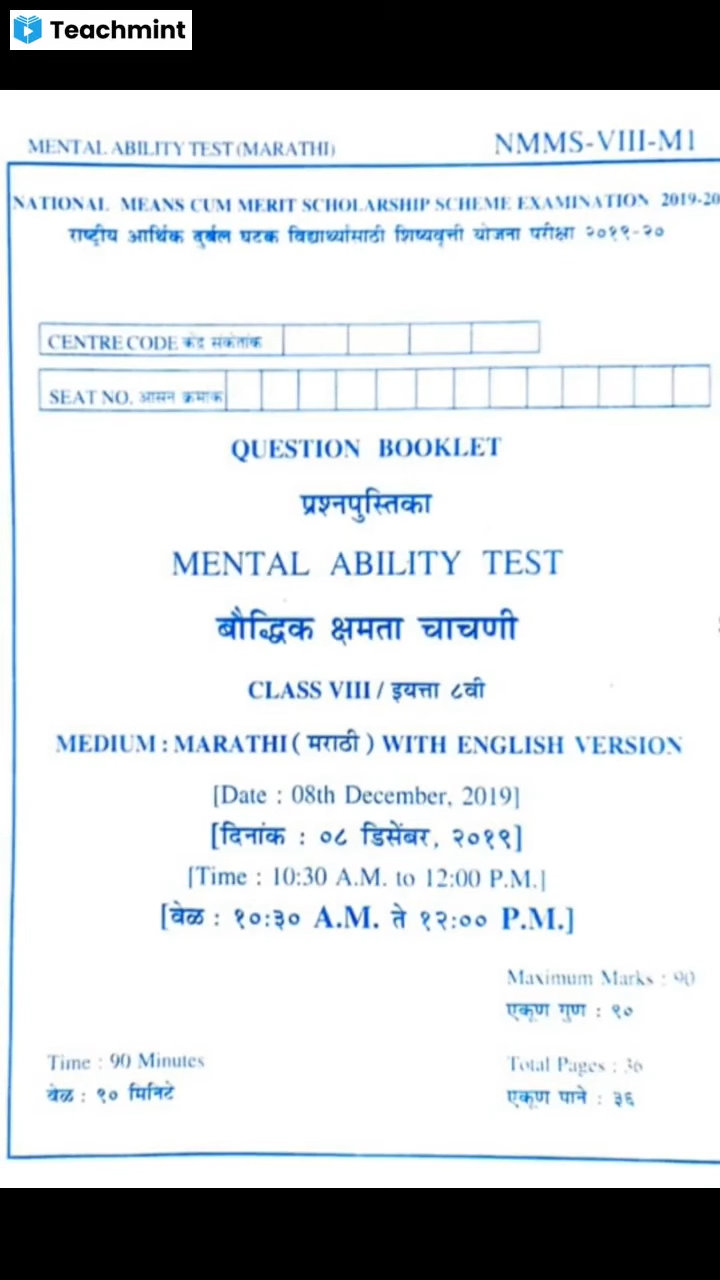 Teachmint
MENTAL ABILITY TEST (MARATHI) NMMS-VIII-M1
NATIONAL MEANS CUM MERIT SCHOLARSHIP SCHEME EXAMINATION 2019-20
राष्ट्रीय आर्थिक दुर्बल घटक विद्यार्थ्यांसाठी शिष्यवृत्ती योजना परीक्षा २०१९-२०
CENTRE CODE केंद्र संकेतांक
SEAT NO. आसन क्रमांक
QUESTION BOOKLET
प्रश्नपुस्तिका
MENTAL ABILITY TEST
बौद्धिक क्षमता चाचणी
CLASS VIII / इयत्ता ८वी
MEDIUM : MARATHI ( मराठी ) WITH ENGLISH VERSION
[Date : 08th December, 2019]
[दिनांक : ०८ डिसेंबर, २०१९]
[Time : 10:30 A.M. to 12:00 P.M.]
[वेळ : १०:३० A.M. ते १२:०० P.M.]
Maximum Marks : 90
एकूण गुण : ९०
Time : 90 Minutes Total Pages : 36
वेळ : ९० मिनिटे एकूण पाने : ३६